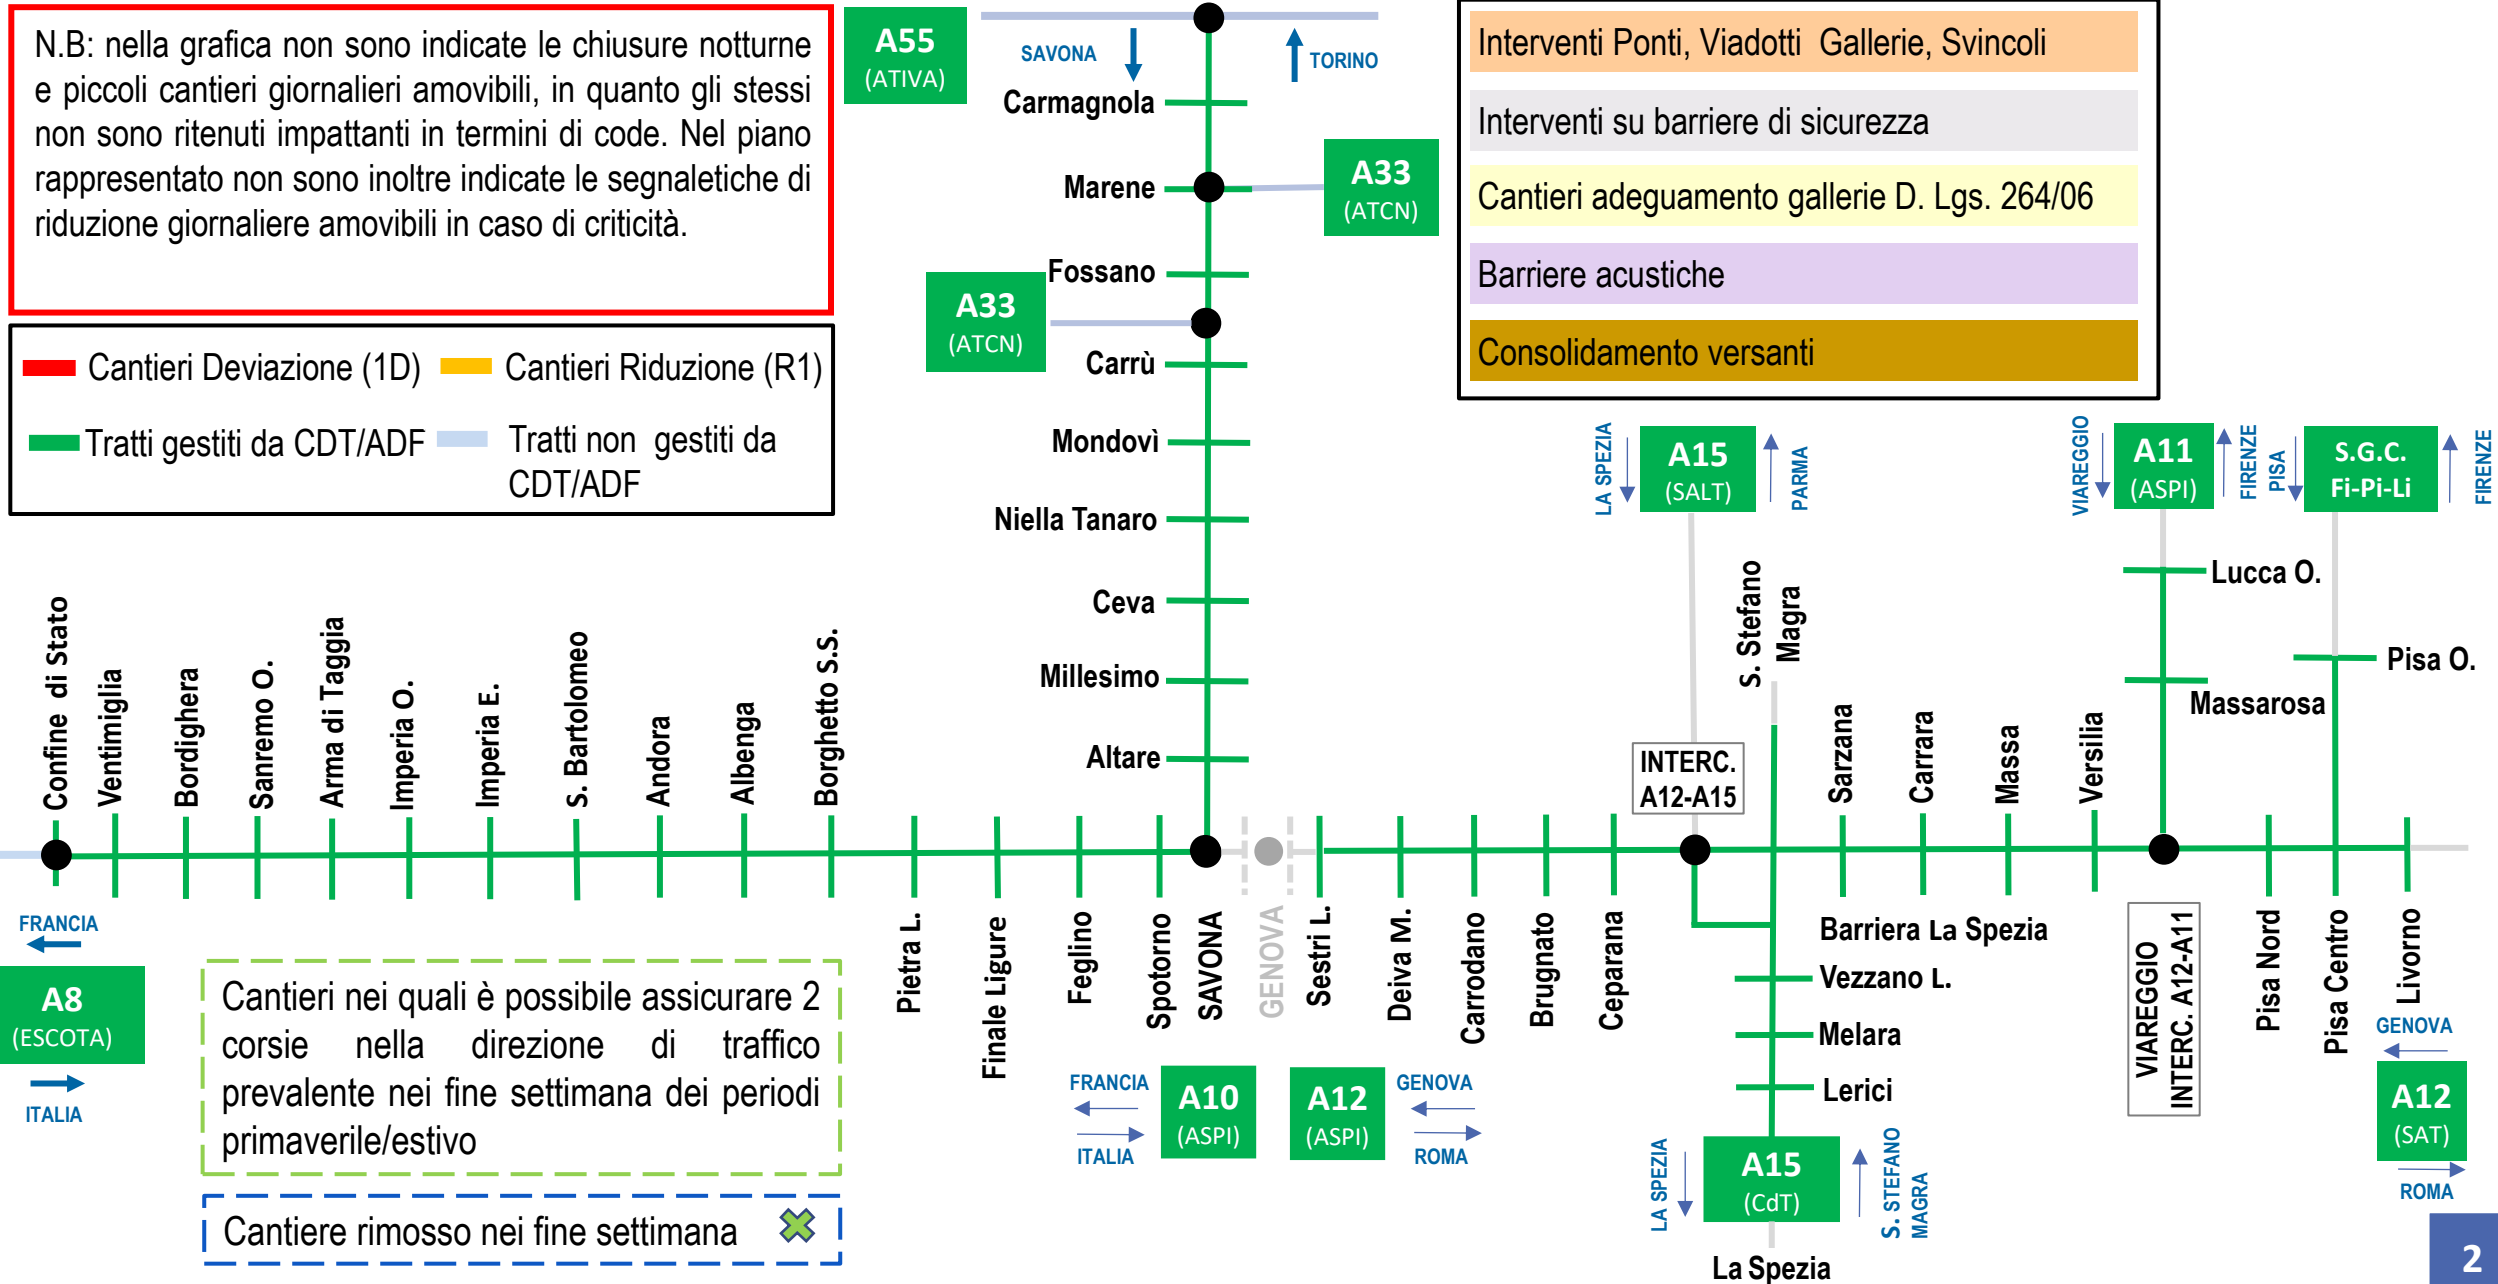 N.B: nella grafica non sono indicate le chiusure notturne
e piccoli cantieri giornalieri amovibili, in quanto gli stessi
non sono ritenuti impattanti in termini di code. Nel piano
rappresentato non sono inoltre indicate le segnaletiche di
riduzione giornaliere amovibili in caso di criticità.
Cantieri Deviazione (1D)
Cantieri Riduzione (R1)
Tratti gestiti da CDT/ADF
Tratti non gestiti da
CDT/ADF
A55
(ATIVA)
SAVONA
TORINO
Carmagnola
Marene
A33
(ATCN)
Fossano
A33
(ATCN)
Carrù
Mondovì
Niella Tanaro
Ceva
Millesimo
Altare
Interventi Ponti, Viadotti Gallerie, Svincoli
Interventi su barriere di sicurezza
Cantieri adeguamento gallerie D. Lgs. 264/06
Barriere acustiche
Consolidamento versanti
LA SPEZIA
A15
(SALT)
PARMA
VIAREGGIO
A11
(ASPI)
FIRENZE
PISA
S.G.C.
Fi-Pi-Li
FIRENZE
Lucca O.
Massarosa
Pisa O.
Confine di Stato
Ventimiglia
Bordighera
Sanremo O.
Arma di Taggia
Imperia O.
Imperia E.
S. Bartolomeo
Andora
Albenga
Borghetto S.S.
INTERC.
A12-A15
S. Stefano
Magra
Sarzana
Carrara
Massa
Versilia
Pietra L.
Finale Ligure
Feglino
Spotorno
SAVONA
GENOVA
Sestri L.
Deiva M.
Carrodano
Brugnato
Ceparana
Barriera La Spezia
Vezzano L.
Melara
Lerici
VIAREGGIO
INTERC. A12-A11
Pisa Nord
Pisa Centro
Livorno
FRANCIA
A8
(ESCOTA)
ITALIA
Cantieri nei quali è possibile assicurare 2
corsie nella direzione di traffico
prevalente nei fine settimana dei periodi
primaverile/estivo
Cantiere rimosso nei fine settimana
FRANCIA
ITALIA
A10
(ASPI)
A12
(ASPI)
GENOVA
ROMA
LA SPEZIA
A15
(CdT)
S. STEFANO
MAGRA
La Spezia
GENOVA
A12
(SAT)
ROMA
2